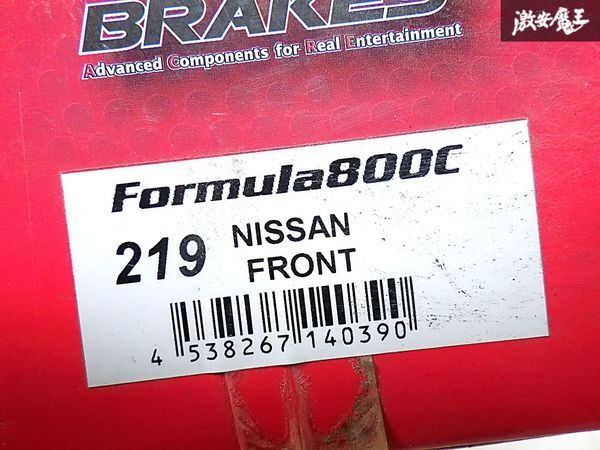 激安魔王
BRAKES
Advanced Components for Real Entertainment
Formula800C
219 NISSAN
FRONT
4 538267 140390